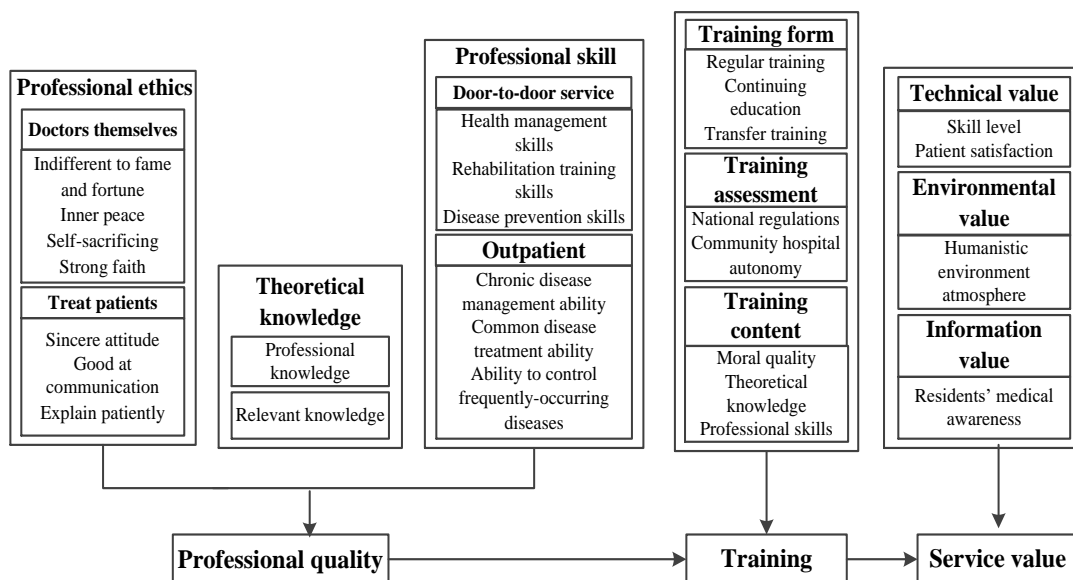 Professional ethics
Doctors themselves
Indifferent to fame
and fortune
Inner peace
Self-sacrificing
Strong faith
Treat patients
Sincere attitude
Good at
communication
Explain patiently
Theoretical
knowledge
Professional
knowledge
Relevant knowledge
Professional skill
Door-to-door service
Health management
skills
Rehabilitation training
skills
Disease prevention skills
Outpatient
Chronic disease
management ability
Common disease
treatment ability
Ability to control
frequently-occurring
diseases
Training form
Regular training
Continuing
education
Transfer training
Training
assessment
National regulations
Community hospital
autonomy
Training
content
Moral quality
Theoretical
knowledge
Professional skills
Technical value
Skill level
Patient satisfaction
Environmental
value
Humanistic
environment
atmosphere
Information
value
Residents’ medical
awareness
Professional quality
Training
Service value